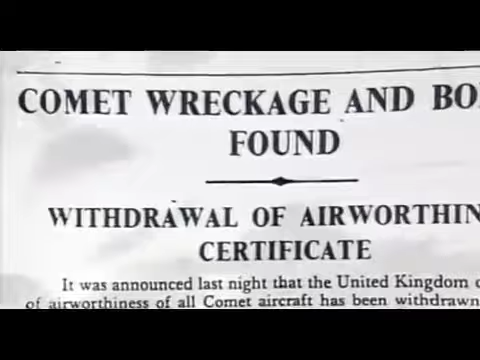 COMET WRECKAGE AND BO
FOUND
WITHDRAWAL OF AIRWORTHIN
CERTIFICATE
It was announced last night that the United Kingdom
of airworthiness of all Comet aircraft has been withdrawn